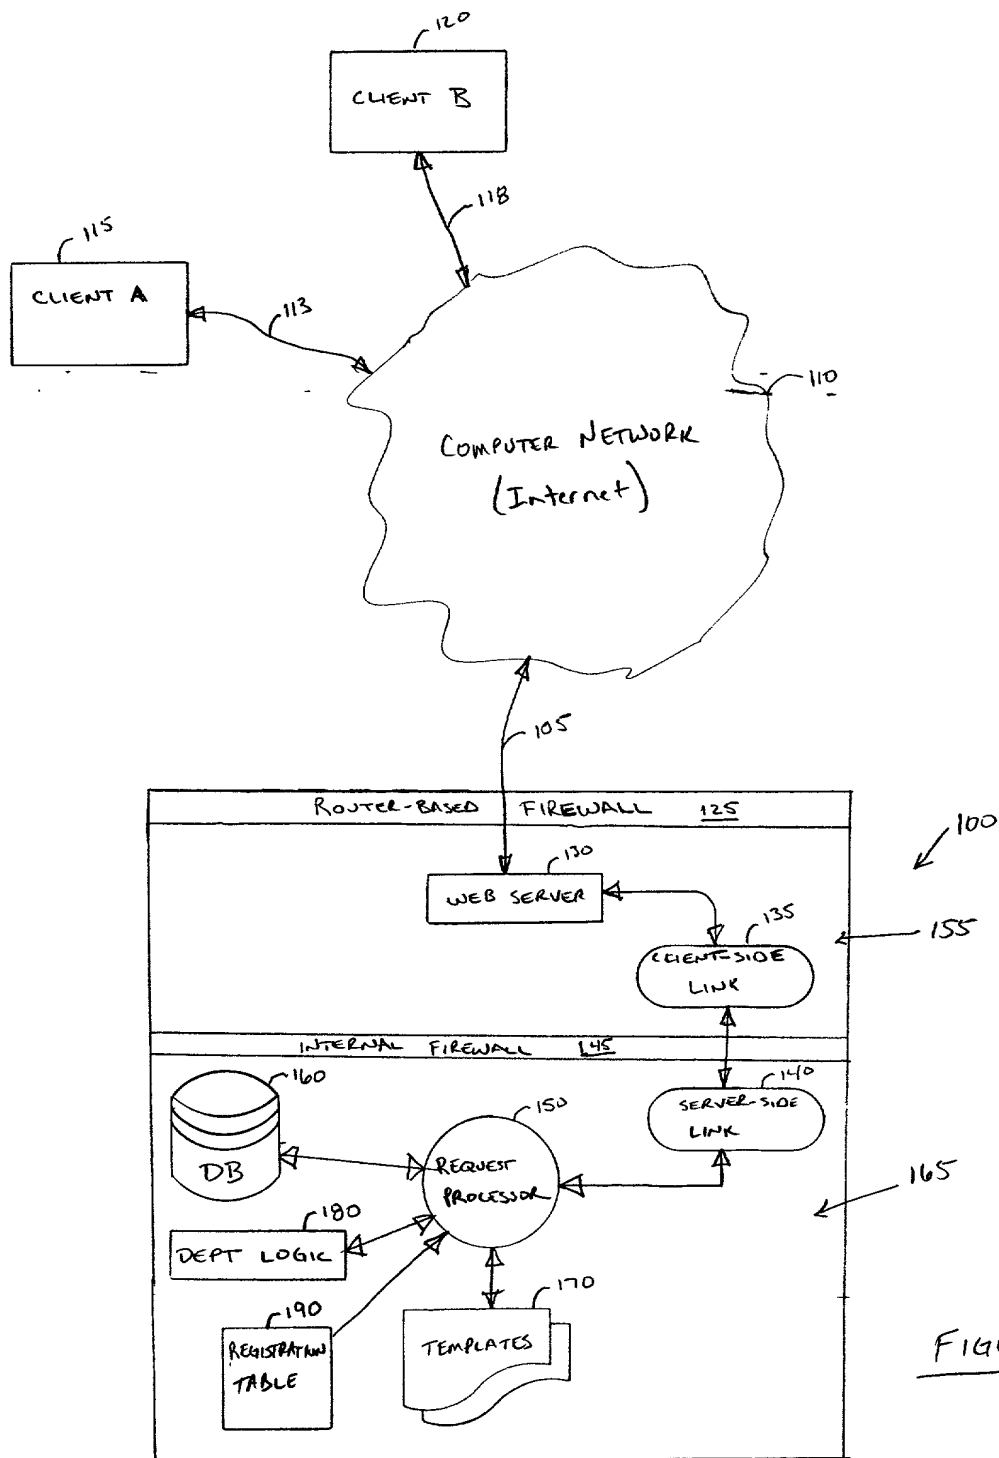 120
CLIENT B
118
115
CLIENT A
113
110
COMPUTER NETWORK
(Internet)
105
ROUTER-BASED FIREWALL 125
100
130
WEB SERVER
135
155
CLIENT-SIDE
LINK
INTERNAL FIREWALL 145
160
140
150
SERVER-SIDE
LINK
DB
REQUEST
PROCESSOR
165
180
DEPT LOGIC
190
170
REGISTRATION
TABLE
TEMPLATES